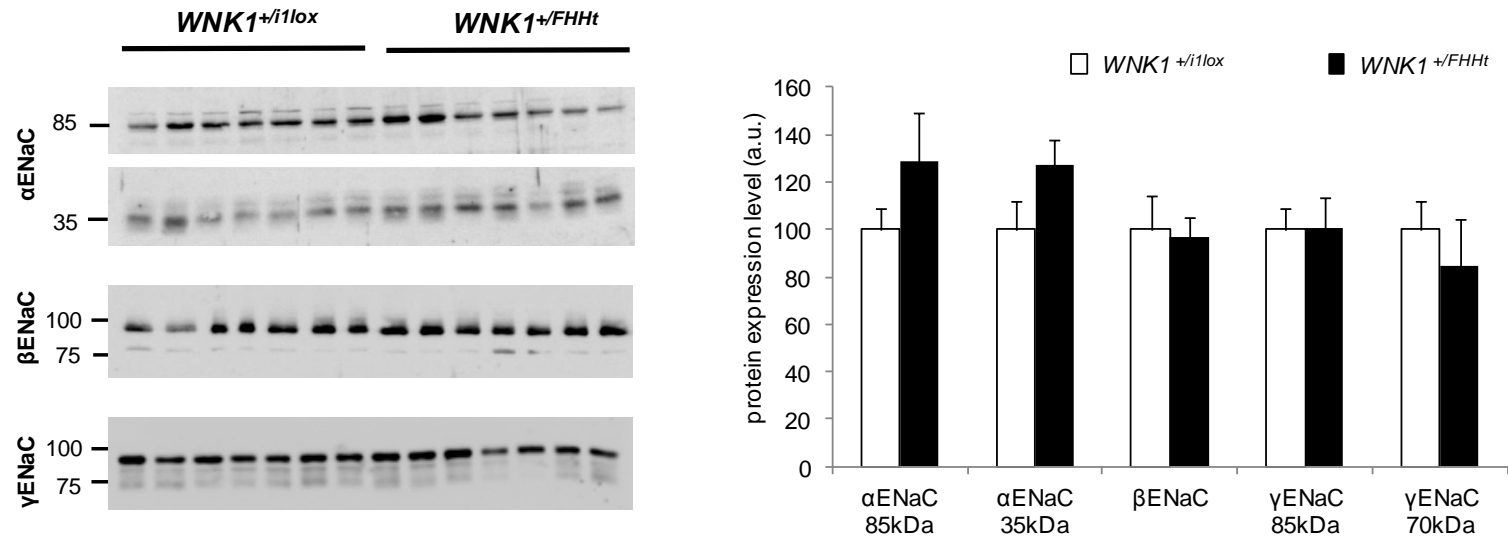 WNK1+/i1lox WNK1+/FHHt
αENaC
85
35
βENaC
100
75
γENaC
100
75
WNK1+/i1lox WNK1+/FHHt
protein expression level (a.u.)
160
140
120
100
80
60
40
20
0
αENaC
85kDa
αENaC
35kDa
βENaC
γENaC
85kDa
γENaC
70kDa